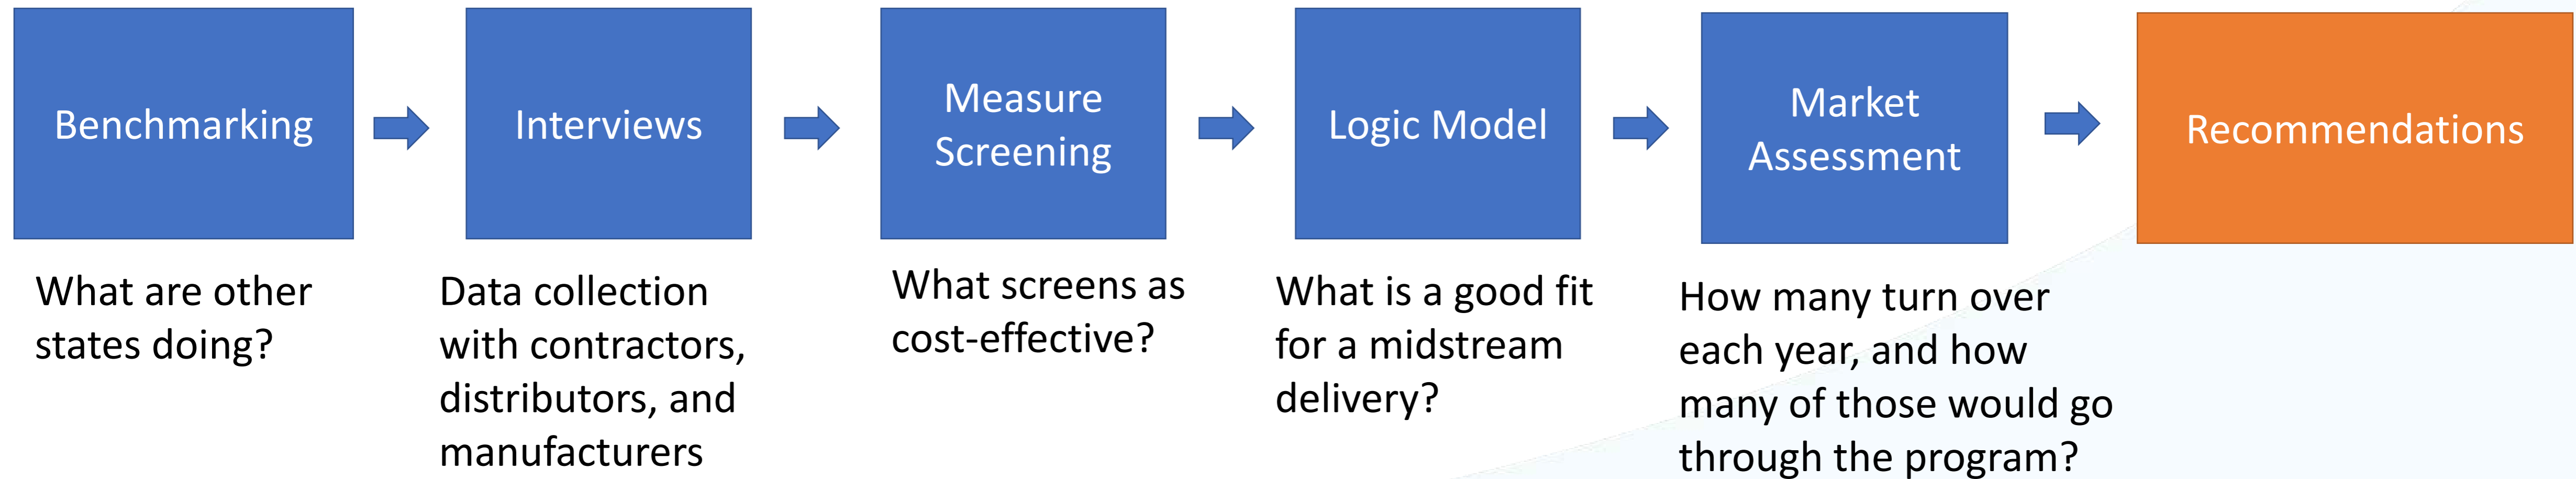 Benchmarking
Interviews
Measure
Screening
Logic Model
Market
Assessment
Recommendations
What are other
states doing?
Data collection
with contractors,
distributors, and
manufacturers
What screens as
cost-effective?
What is a good fit
for a midstream
delivery?
How many turn over
each year, and how
many of those would go
through the program?